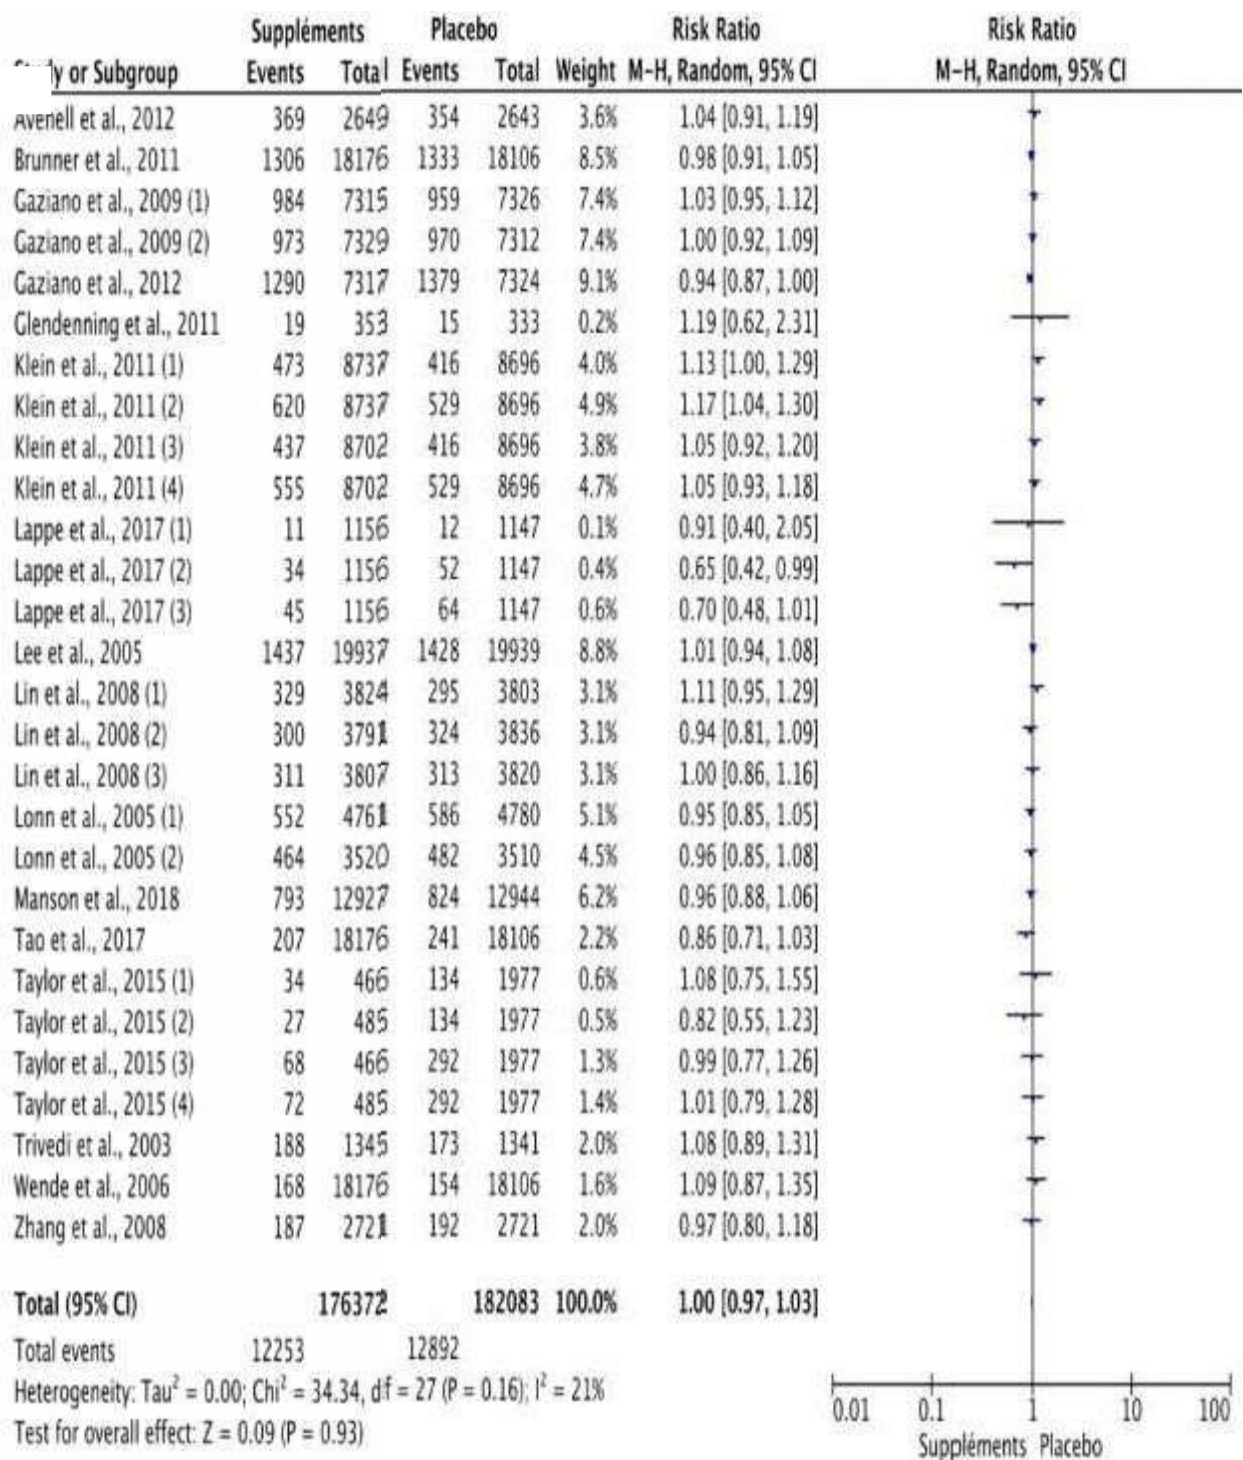 Suppléments Placebo Risk Ratio Risk Ratio
y or Subgroup Events Total Events Total Weight M-H, Random, 95% CI M-H, Random, 95% CI
Avenell et al., 2012 369 2649 354 2643 3.6% 1.04 [0.91, 1.19]
Brunner et al., 2011 1306 18176 1333 18106 8.5% 0.98 [0.91, 1.05]
Gaziano et al., 2009 (1) 984 7315 959 7326 7.4% 1.03 [0.95, 1.12]
Gaziano et al., 2009 (2) 973 7329 970 7312 7.4% 1.00 [0.92, 1.09]
Gaziano et al., 2012 1290 7317 1379 7324 9.1% 0.94 [0.87, 1.00]
Glendenning et al., 2011 19 353 15 333 0.2% 1.19 [0.62, 2.31]
Klein et al., 2011 (1) 473 8737 416 8696 4.0% 1.13 [1.00, 1.29]
Klein et al., 2011 (2) 620 8737 529 8696 4.9% 1.17 [1.04, 1.30]
Klein et al., 2011 (3) 437 8702 416 8696 3.8% 1.05 [0.92, 1.20]
Klein et al., 2011 (4) 555 8702 529 8696 4.7% 1.05 [0.93, 1.18]
Lappe et al., 2017 (1) 11 1156 12 1147 0.1% 0.91 [0.40, 2.05]
Lappe et al., 2017 (2) 34 1156 52 1147 0.4% 0.65 [0.42, 0.99]
Lappe et al., 2017 (3) 45 1156 64 1147 0.6% 0.70 [0.48, 1.01]
Lee et al., 2005 1437 19937 1428 19939 8.8% 1.01 [0.94, 1.08]
Lin et al., 2008 (1) 329 3824 295 3803 3.1% 1.11 [0.95, 1.29]
Lin et al., 2008 (2) 300 3791 324 3836 3.1% 0.94 [0.81, 1.09]
Lin et al., 2008 (3) 311 3807 313 3820 3.1% 1.00 [0.86, 1.16]
Lonn et al., 2005 (1) 552 4761 586 4780 5.1% 0.95 [0.85, 1.05]
Lonn et al., 2005 (2) 464 3520 482 3510 4.5% 0.96 [0.85, 1.08]
Manson et al., 2018 793 12927 824 12944 6.2% 0.96 [0.88, 1.06]
Tao et al., 2017 207 18176 241 18106 2.2% 0.86 [0.71, 1.03]
Taylor et al., 2015 (1) 34 466 134 1977 0.6% 1.08 [0.75, 1.55]
Taylor et al., 2015 (2) 27 485 134 1977 0.5% 0.82 [0.55, 1.23]
Taylor et al., 2015 (3) 68 466 292 1977 1.3% 0.99 [0.77, 1.26]
Taylor et al., 2015 (4) 72 485 292 1977 1.4% 1.01 [0.79, 1.28]
Trivedi et al., 2003 188 1345 173 1341 2.0% 1.08 [0.89, 1.31]
Wende et al., 2006 168 18176 154 18106 1.6% 1.09 [0.87, 1.35]
Zhang et al., 2008 187 2721 192 2721 2.0% 0.97 [0.80, 1.18]
Total (95% CI) 176372 182083 100.0% 1.00 [0.97, 1.03]
Total events 12253 12892
Heterogeneity: Tau² = 0.00; Chi² = 34.34, df = 27 (P = 0.16); I² = 21%
Test for overall effect: Z = 0.09 (P = 0.93)
0.01 0.1 1 10 100
Suppléments Placebo